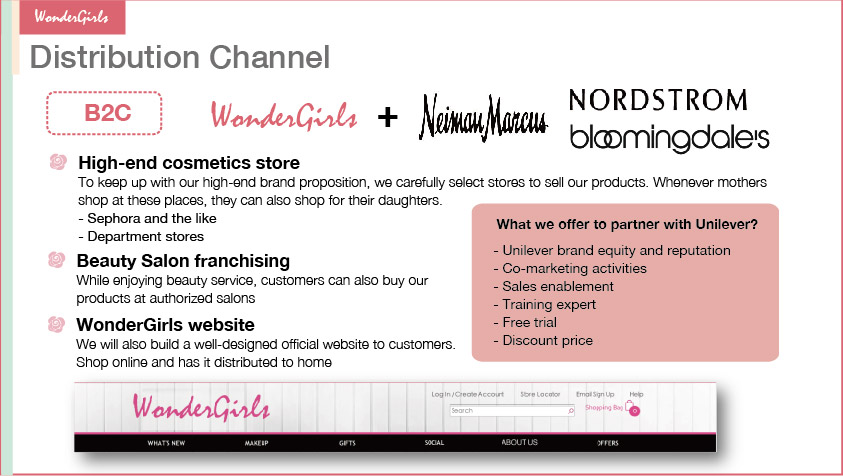 WonderGirls
Distribution Channel
B2C
WonderGirls + Neiman Marcus
NORDSTROM
bloomingdale's
High-end cosmetics store
To keep up with our high-end brand proposition, we carefully select stores to sell our products. Whenever mothers
shop at these places, they can also shop for their daughters.
- Sephora and the like
- Department stores
Beauty Salon franchising
While enjoying beauty service, customers can also buy our
products at authorized salons
WonderGirls website
We will also build a well-designed official website to customers.
Shop online and has it distributed to home
What we offer to partner with Unilever?
- Unilever brand equity and reputation
- Co-marketing activities
- Sales enablement
- Training expert
- Free trial
- Discount price
WonderGirls
Log In / Create Account Store Locator Email Sign Up Help
Search
Shopping Bag 0
WHAT'S NEW MAKEUP GIFTS SOCIAL ABOUT US OFFERS